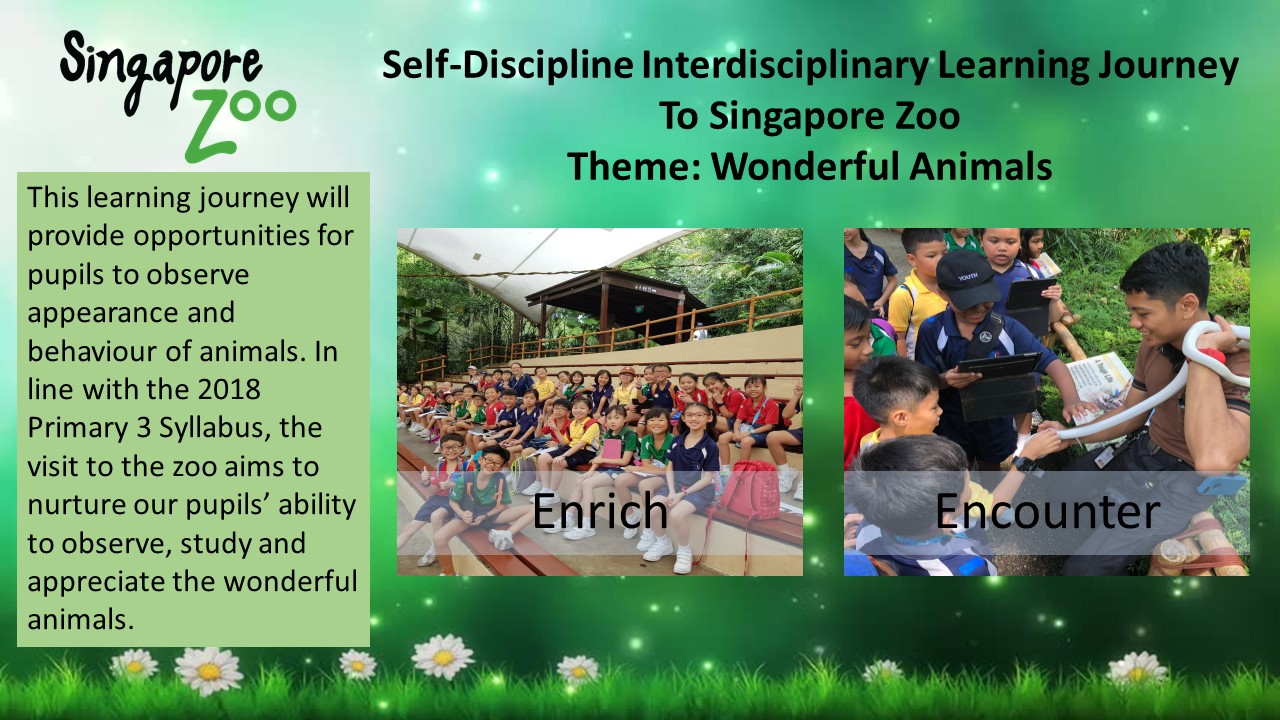 Singapore
Zoo
Self-Discipline Interdisciplinary Learning Journey
To Singapore Zoo
Theme: Wonderful Animals
This learning journey will
provide opportunities for
pupils to observe
appearance and
behaviour of animals. In
line with the 2018
Primary 3 Syllabus, the
visit to the zoo aims to
nurture our pupils’ ability
to observe, study and
appreciate the wonderful
animals.
YOUTH
Enrich
Encounter